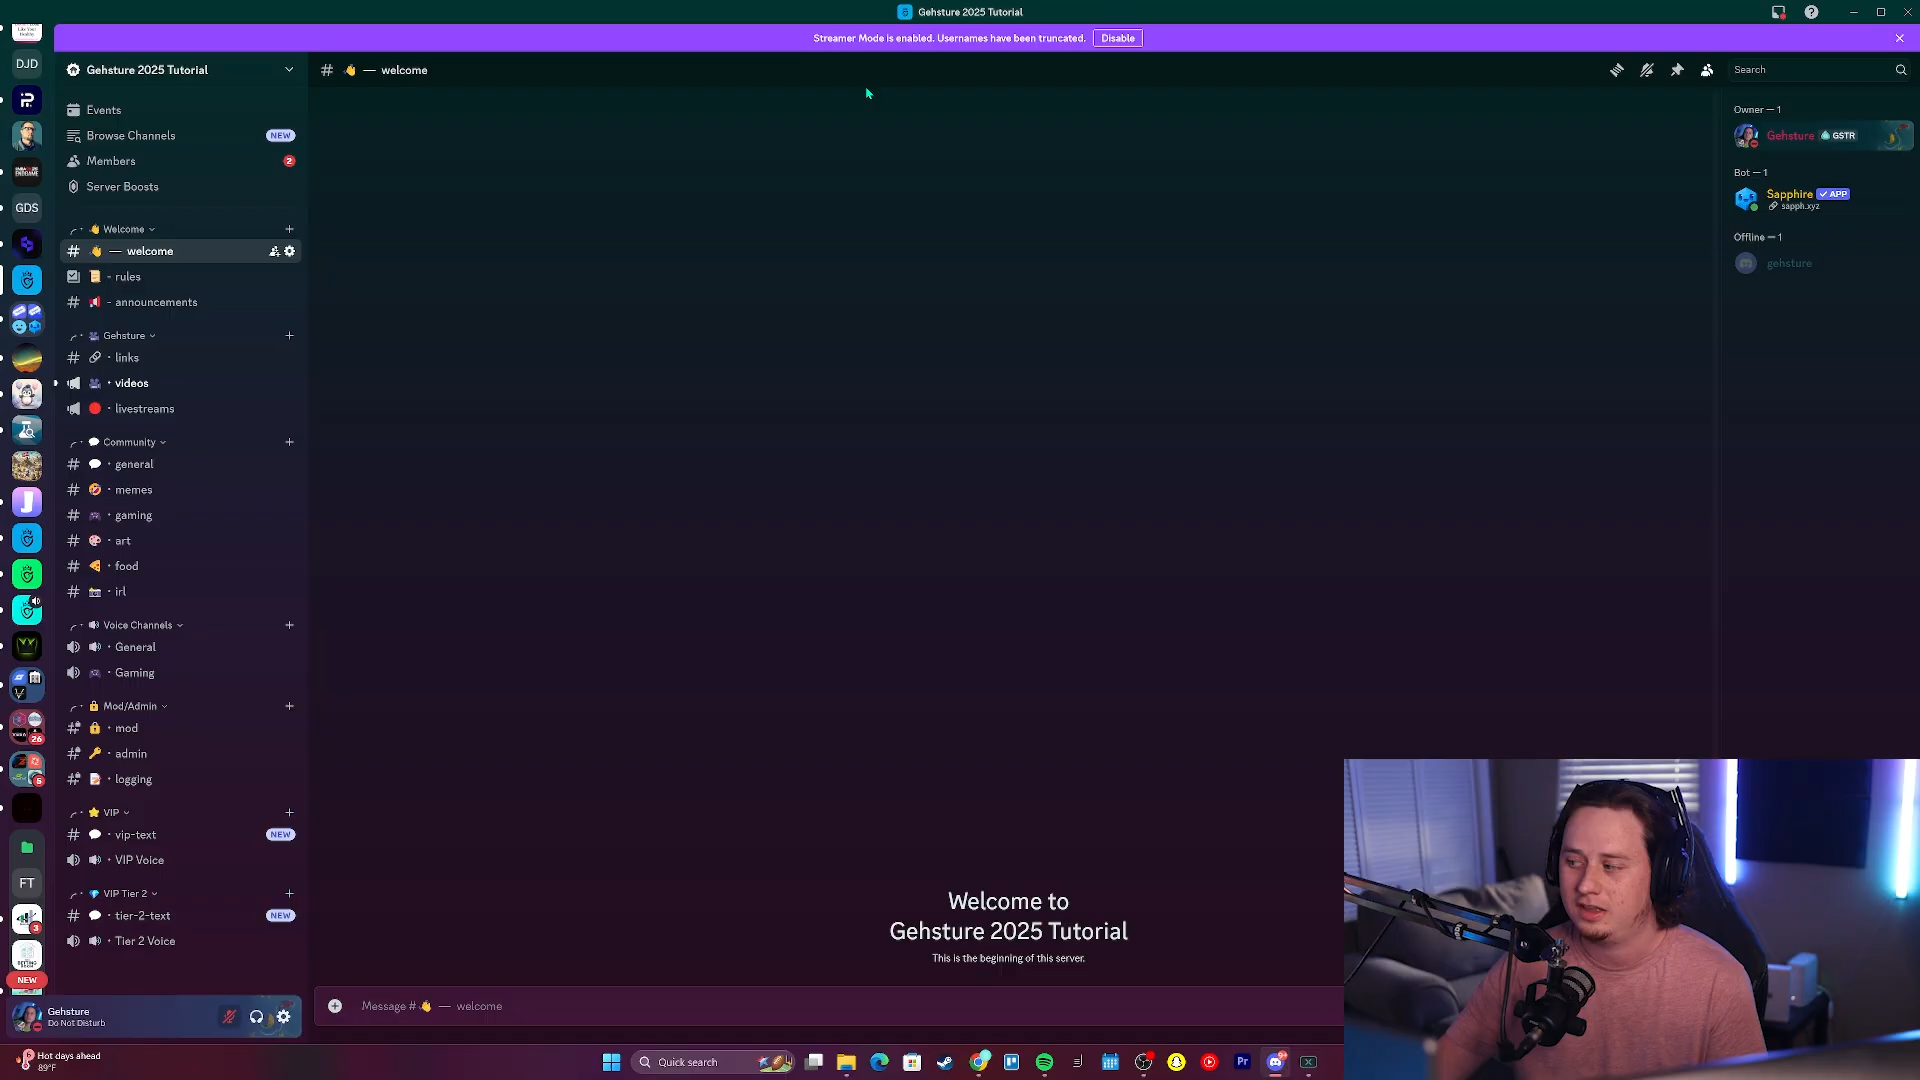 Gehsture 2025 Tutorial
Streamer Mode is enabled. Usernames have been truncated. Disable
DJD
GDS
26
5
FT
3
NEW
Gehsture 2025 Tutorial
Events
Browse Channels NEW
Members 2
Server Boosts
Welcome
— welcome
- rules
- announcements
Gehsture
· links
· videos
· livestreams
Community
· general
· memes
· gaming
· art
· food
· irl
Voice Channels
· General
· Gaming
Mod/Admin
· mod
· admin
· logging
VIP
· vip-text NEW
· VIP Voice
VIP Tier 2
· tier-2-text NEW
· Tier 2 Voice
Gehsture
Do Not Disturb
— welcome
Search
Welcome to
Gehsture 2025 Tutorial
This is the beginning of this server.
Message # — welcome
Owner — 1
Gehsture GSTR
Bot — 1
Sapphire APP
sapph.xyz
Offline — 1
gehsture
Hot days ahead
89°F
Quick search
Pr